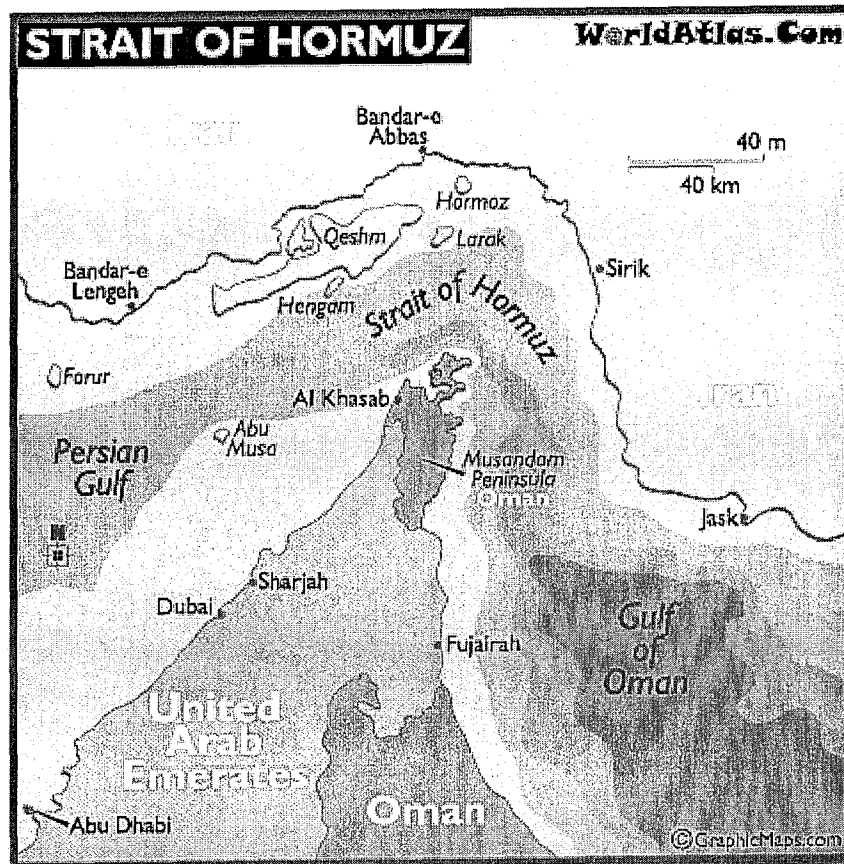 STRAIT OF HORMUZ
WorldAtlas.Com
Iran
Bandar-e
Abbas
40 m
40 km
Hormoz
Qeshm
Larak
Bandar-e
Lengeh
Hengam
Strait of Hormuz
Sirik
Forur
Al Khasab
Iran
Abu
Musa
Persian
Gulf
Musandam
Peninsula
Oman
Jask
N
Sharjah
Dubai
Fujairah
Gulf
of
Oman
United
Arab
Emerates
Oman
Abu Dhabi
©GraphicMaps.com